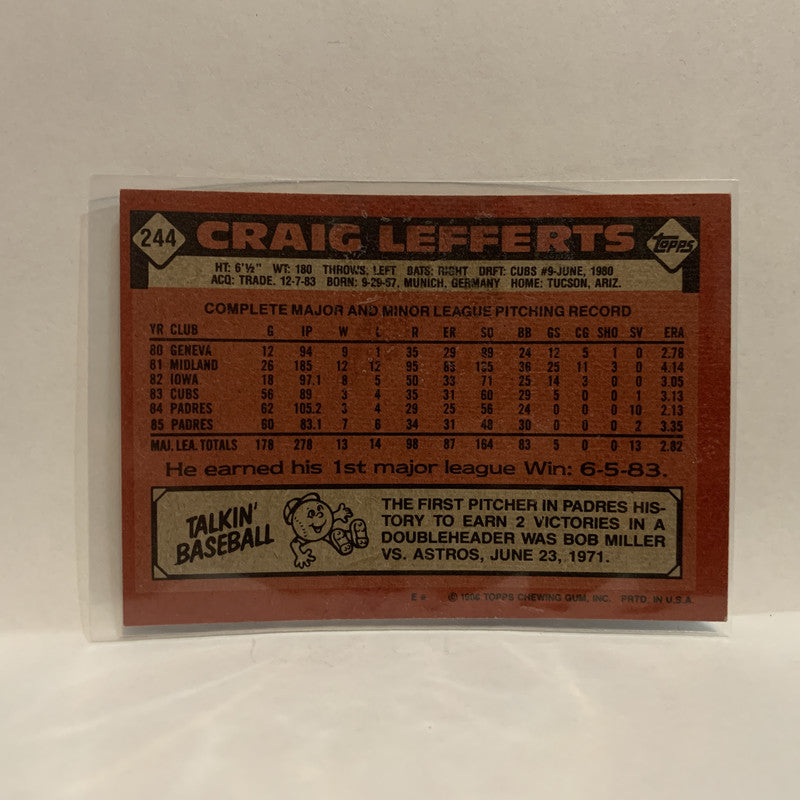 244 CRAIG LEFFERTS Topps
HT: 6'½" WT: 180 THROWS: LEFT BATS: RIGHT DRFT: CUBS #9-JUNE, 1980
ACQ: TRADE. 12-7-83 BORN: 9-29-57, MUNICH. GERMANY HOME: TUCSON, ARIZ.
COMPLETE MAJOR AND MINOR LEAGUE PITCHING RECORD
YR CLUB G IP W L R ER SO BB GS CG SHO SV ERA
80 GENEVA 12 94 9 1 35 29 99 24 12 5 1 0 2.78
81 MIDLAND 26 185 12 12 95 85 135 36 25 11 3 0 4.14
82 IOWA 18 97.1 8 5 50 33 71 25 14 3 0 0 3.05
83 CUBS 56 89 3 4 35 31 60 29 5 0 0 1 3.13
84 PADRES 62 105.2 3 4 29 25 56 24 0 0 0 10 2.13
85 PADRES 60 83.1 7 6 34 31 48 30 0 0 0 2 3.35
MAJ. LEA. TOTALS 178 278 13 14 98 87 164 83 5 0 0 13 2.82
He earned his 1st major league Win: 6-5-83.
TALKIN'
BASEBALL
THE FIRST PITCHER IN PADRES HIS-
TORY TO EARN 2 VICTORIES IN A
DOUBLEHEADER WAS BOB MILLER
VS. ASTROS, JUNE 23, 1971.
E * © 1986 TOPPS CHEWING GUM, INC. PRTD. IN U.S.A.